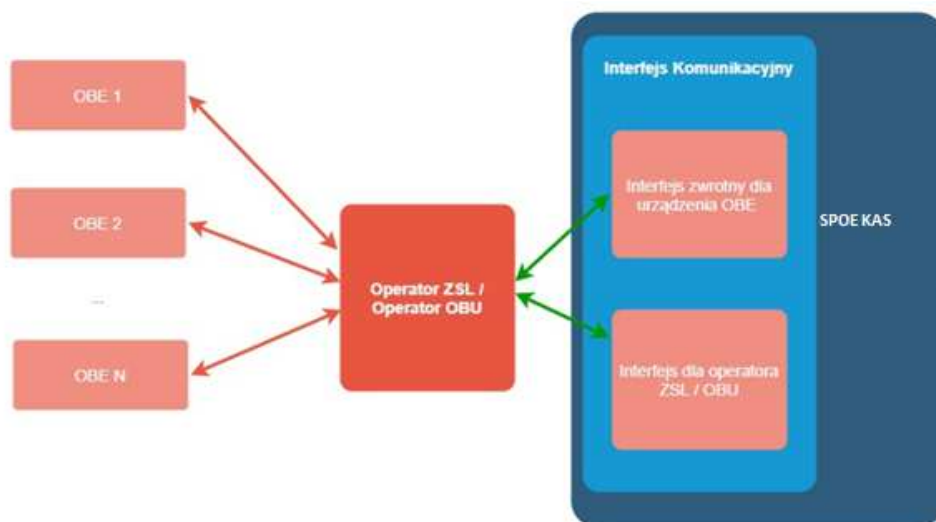 OBE 1
OBE 2
...
OBE N
Operator ZSL /
Operator OBU
Interfejs Komunikacyjny
Interfejs zwrotny dla
urządzenia OBE
Interfejs dla operatora
ZSL / OBU
SPOE KAS